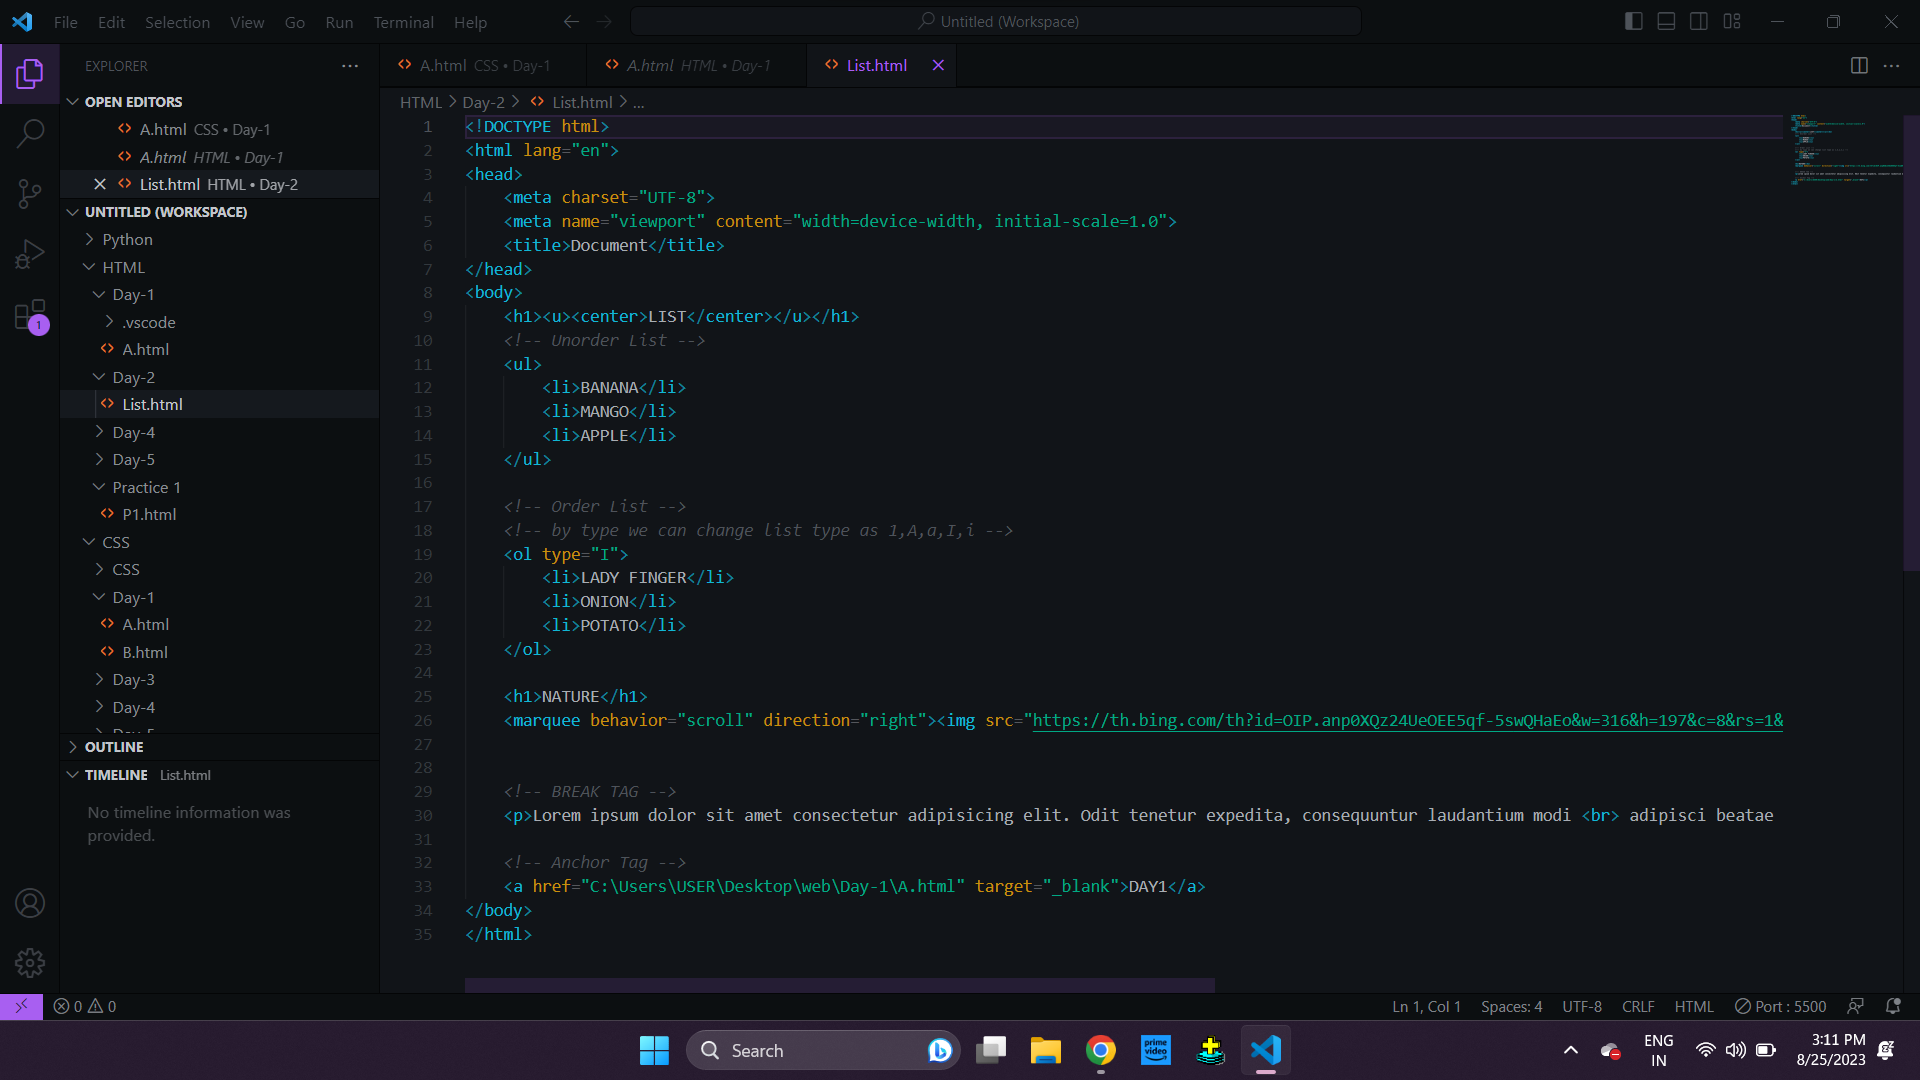 File Edit Selection View Go Run Terminal Help
Untitled (Workspace)
EXPLORER
OPEN EDITORS
A.html CSS • Day-1
A.html HTML • Day-1
List.html HTML • Day-2
UNTITLED (WORKSPACE)
Python
HTML
Day-1
.vscode
A.html
Day-2
List.html
Day-4
Day-5
Practice 1
P1.html
CSS
CSS
Day-1
A.html
B.html
Day-3
Day-4
OUTLINE
TIMELINE List.html
No timeline information was
provided.
1
A.html CSS • Day-1 A.html HTML • Day-1 List.html
HTML > Day-2 > List.html > ...
1 <!DOCTYPE html>
2 <html lang="en">
3 <head>
4 <meta charset="UTF-8">
5 <meta name="viewport" content="width=device-width, initial-scale=1.0">
6 <title>Document</title>
7 </head>
8 <body>
9 <h1><u><center>LIST</center></u></h1>
10 <!-- Unorder List -->
11 <ul>
12 <li>BANANA</li>
13 <li>MANGO</li>
14 <li>APPLE</li>
15 </ul>
16
17 <!-- Order List -->
18 <!-- by type we can change list type as 1,A,a,I,i -->
19 <ol type="I">
20 <li>LADY FINGER</li>
21 <li>ONION</li>
22 <li>POTATO</li>
23 </ol>
24
25 <h1>NATURE</h1>
26 <marquee behavior="scroll" direction="right"><img src="https://th.bing.com/th?id=OIP.anp0XQz24UeOEE5qf-5swQHaEo&w=316&h=197&c=8&rs=1&
27
28
29 <!-- BREAK TAG -->
30 <p>Lorem ipsum dolor sit amet consectetur adipisicing elit. Odit tenetur expedita, consequuntur laudantium modi <br> adipisci beatae
31
32 <!-- Anchor Tag -->
33 <a href="C:\Users\USER\Desktop\web\Day-1\A.html" target="_blank">DAY1</a>
34 </body>
35 </html>
0 0
Ln 1, Col 1 Spaces: 4 UTF-8 CRLF HTML Port : 5500
Search
prime
video
ENG
IN
3:11 PM
8/25/2023